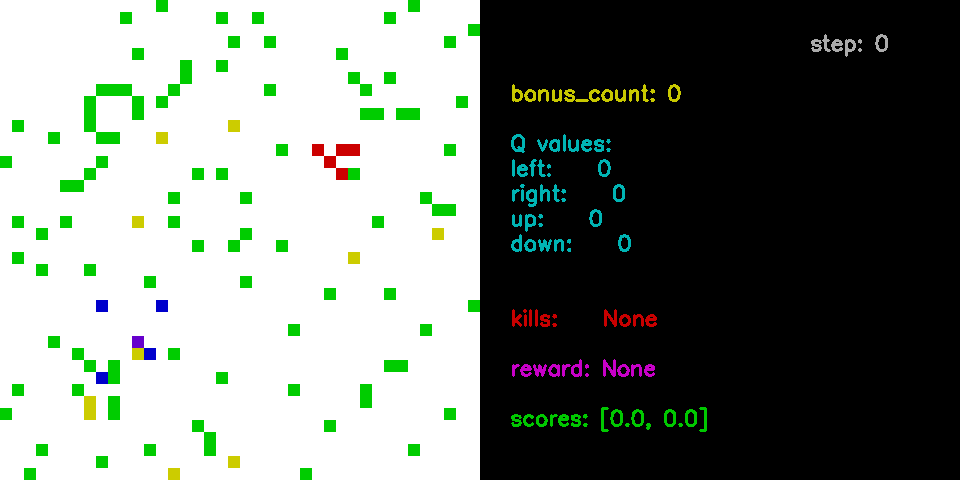 step: 0
bonus_count: 0
Q values:
left: 0
right: 0
up: 0
down: 0
kills: None
reward: None
scores: [0.0, 0.0]